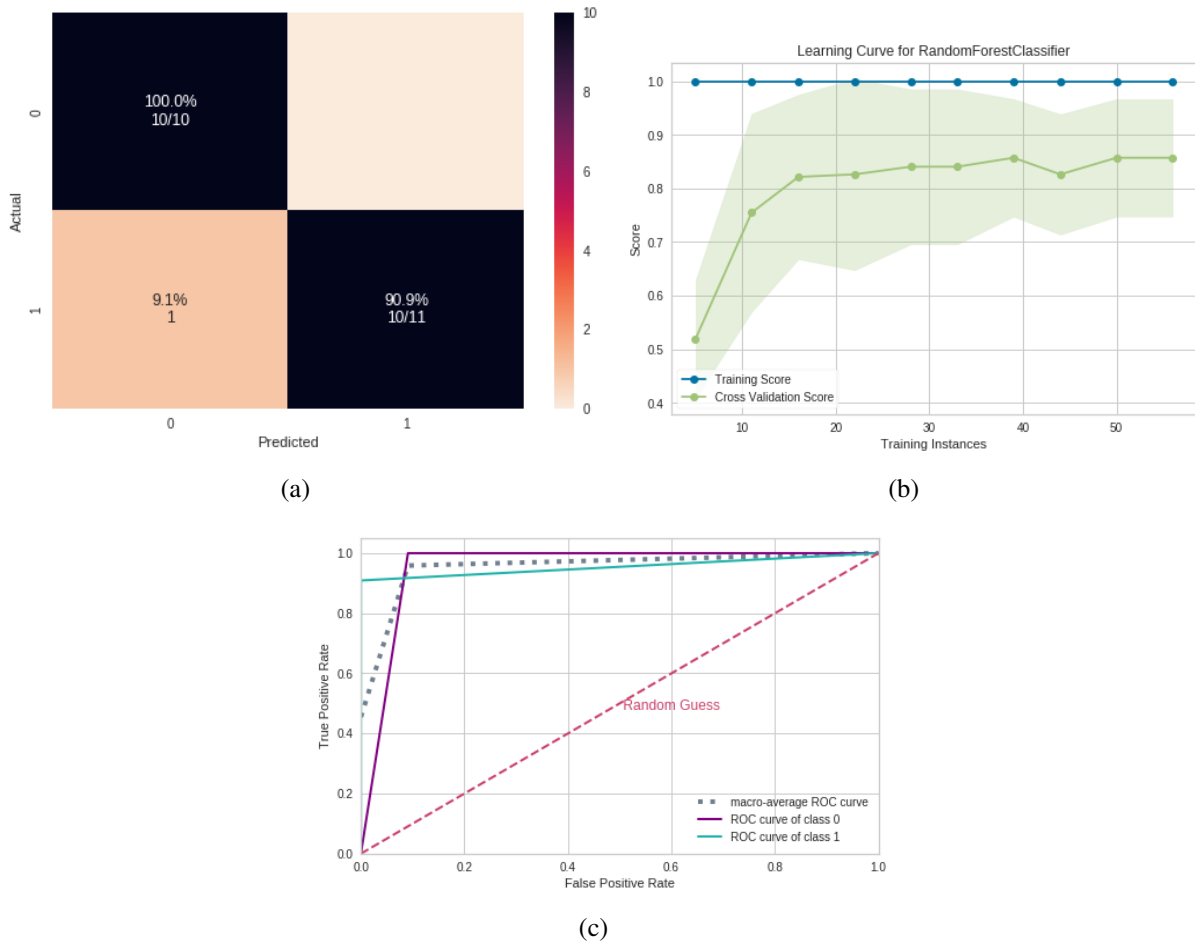 100.0%
10/10
9.1%
1
90.9%
10/11
0
1
Actual
0
1
Predicted
10
8
6
4
2
0
(a)
Learning Curve for RandomForestClassifier
1.0
0.9
0.8
0.7
0.6
0.5
0.4
Score
Training Score
Cross Validation Score
10
20
30
40
50
Training Instances
(b)
1.0
0.8
0.6
0.4
0.2
0.0
True Positive Rate
Random Guess
macro-average ROC curve
ROC curve of class 0
ROC curve of class 1
0.0
0.2
0.4
0.6
0.8
1.0
False Positive Rate
(c)